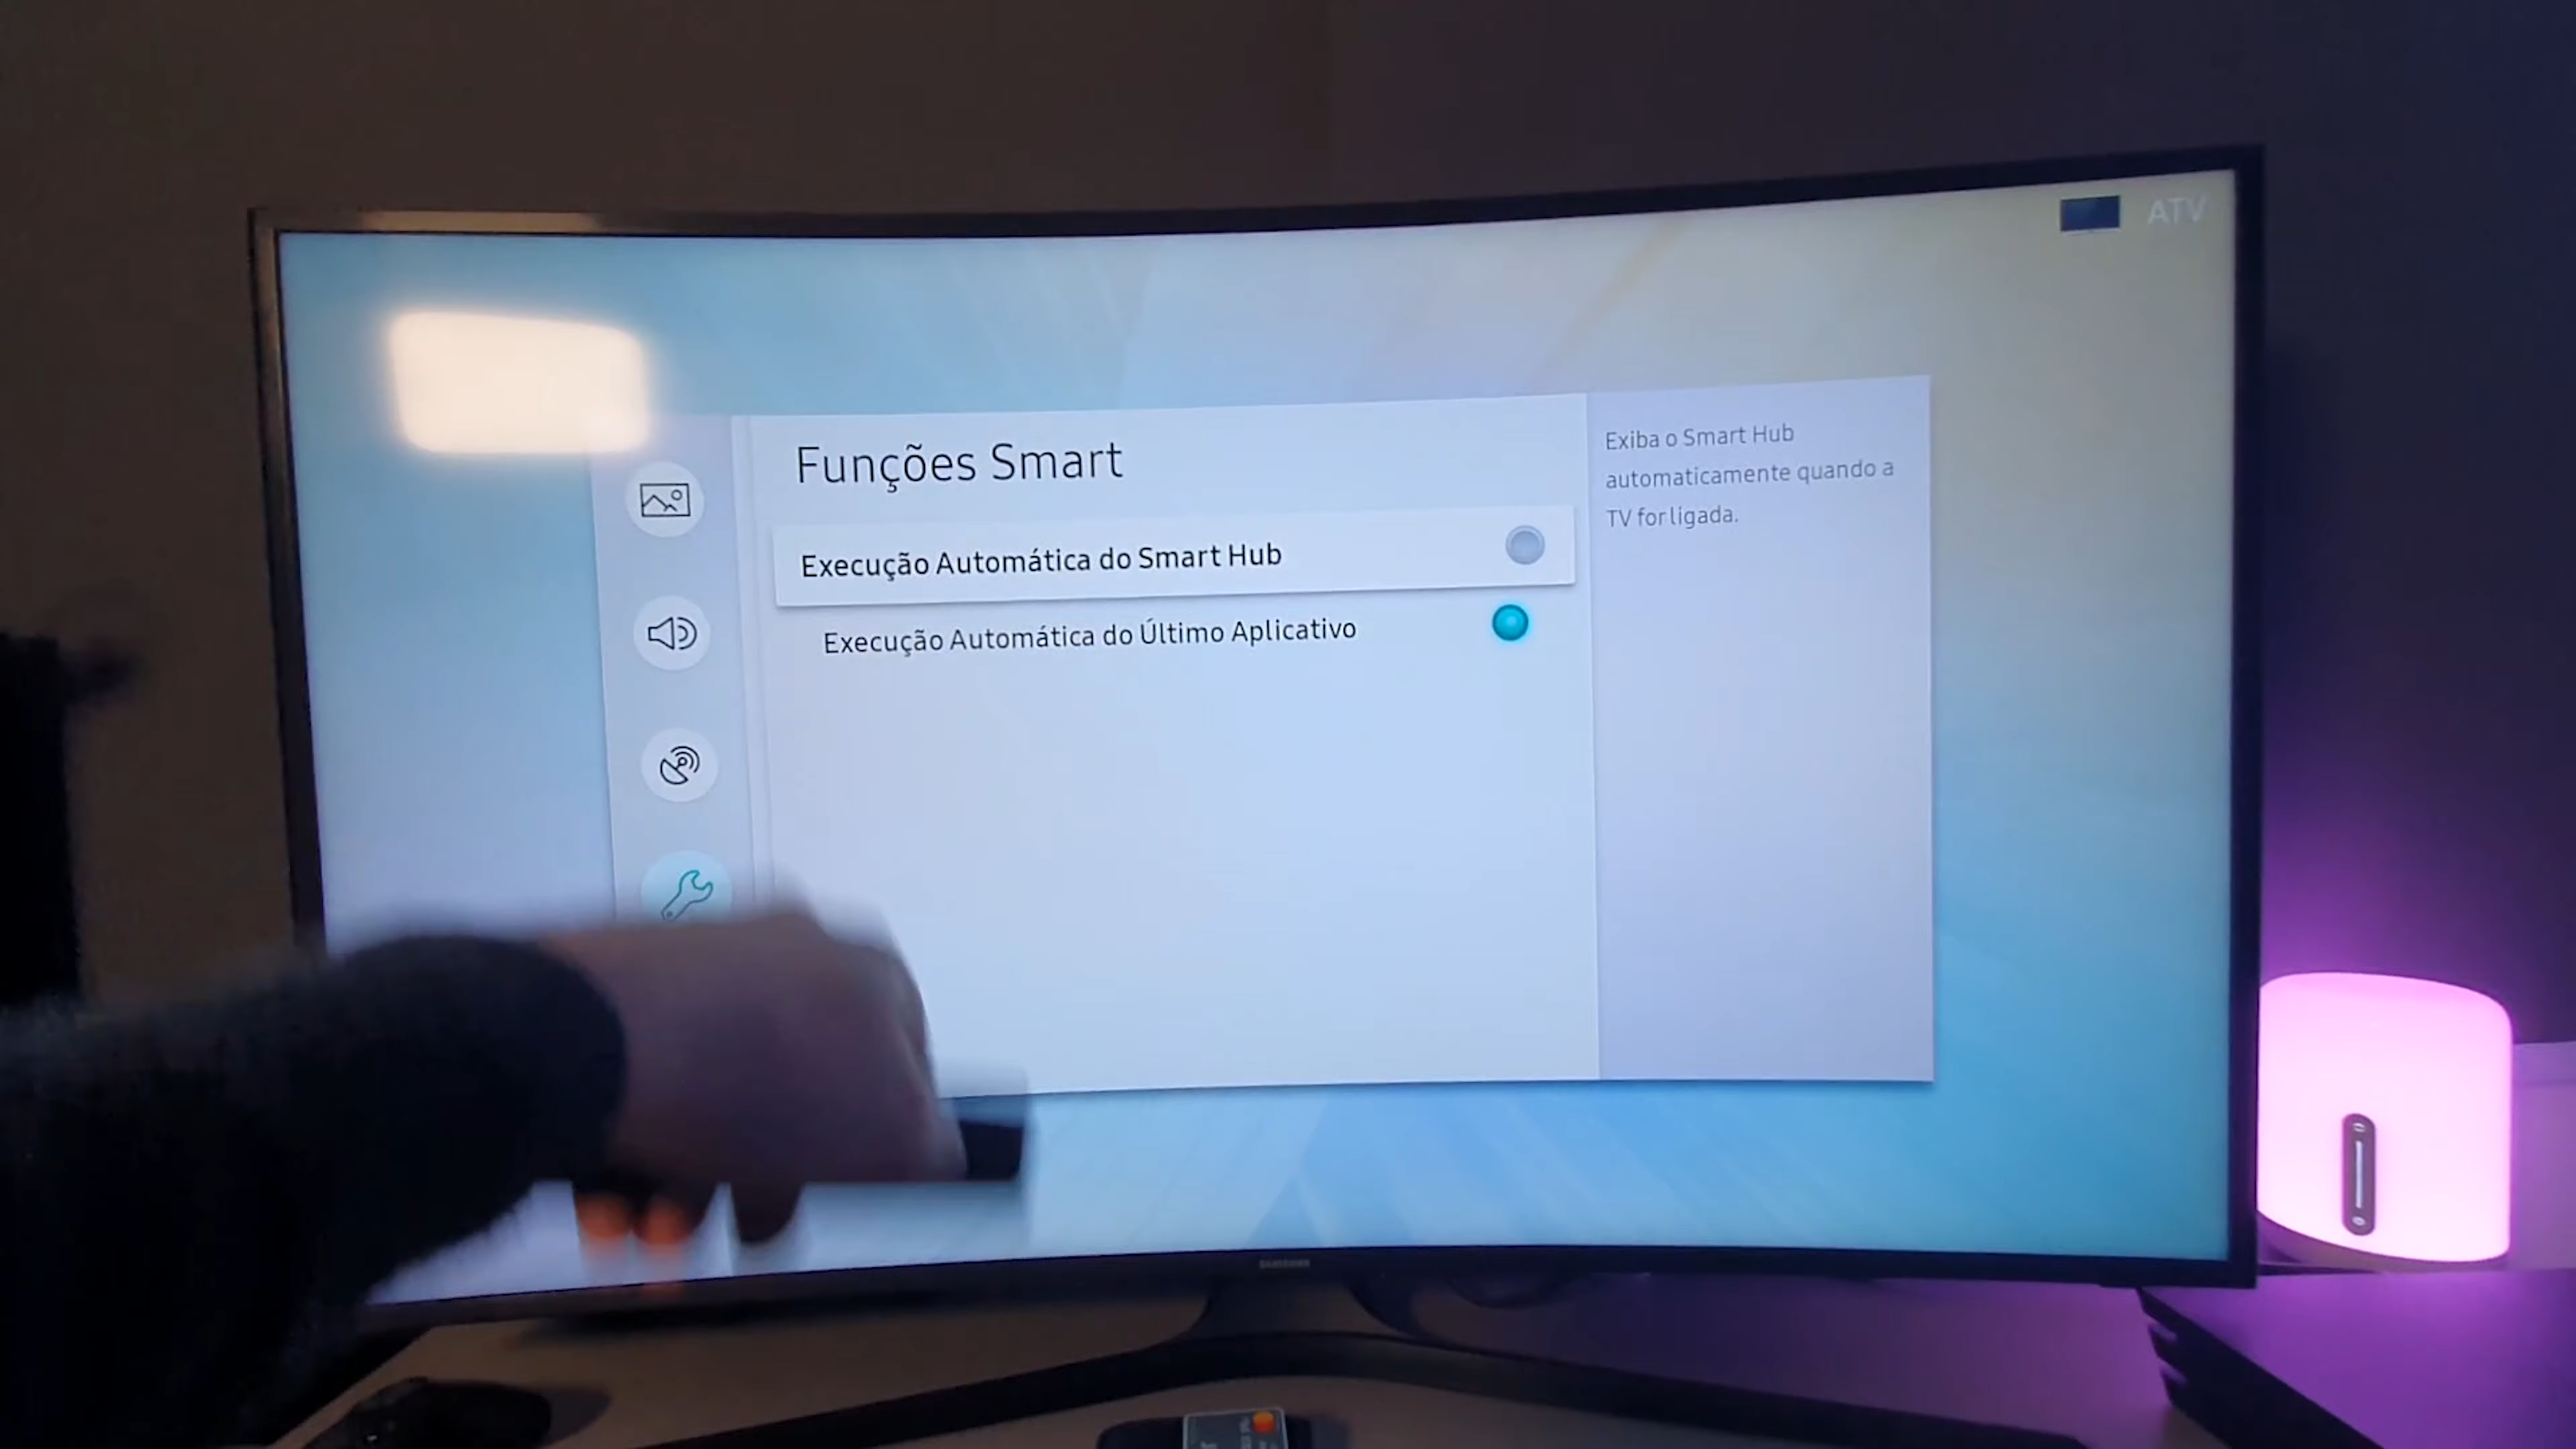 ATV
Funções Smart
Execução Automática do Smart Hub
Execução Automática do Último Aplicativo
Exiba o Smart Hub
automaticamente quando a
TV for ligada.
SAMSUNG